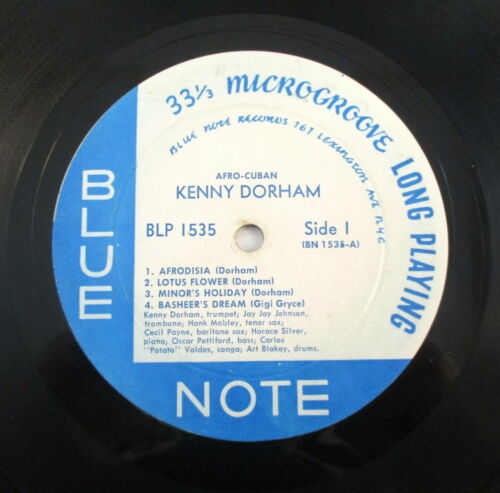 33⅓ MICROGROOVE LONG PLAYING
BLUE NOTE RECORDS 767 LEXINGTON AVE NYC
AFRO-CUBAN
KENNY DORHAM
BLP 1535 Side 1
(BN 1535-A)
1. AFRODISIA (Dorham)
2. LOTUS FLOWER (Dorham)
3. MINOR'S HOLIDAY (Dorham)
4. BASHEER'S DREAM (Gigi Gryce)
Kenny Dorham, trumpet; Jay Jay Johnson,
trombone; Hank Mobley, tenor sax;
Cecil Payne, baritone sax; Horace Silver,
piano; Oscar Pettiford, bass; Carlos
"Potato" Valdes, conga; Art Blakey, drums.
BLUE
NOTE